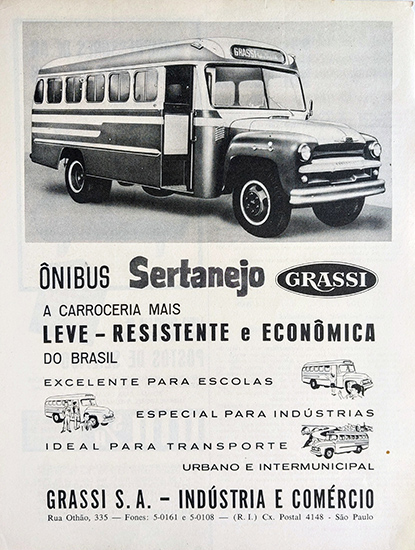 GRASSI
ÔNIBUS Sertanejo GRASSI
A CARROCERIA MAIS
LEVE – RESISTENTE e ECONÔMICA
DO BRASIL
EXCELENTE PARA ESCOLAS
ESPECIAL PARA INDÚSTRIAS
IDEAL PARA TRANSPORTE
URBANO E INTERMUNICIPAL
GRASSI S. A. – INDÚSTRIA E COMÉRCIO
Rua Othão, 335 — Fones: 5-0161 e 5-0108 — (R. I.) Cx. Postal 4148 - São Paulo